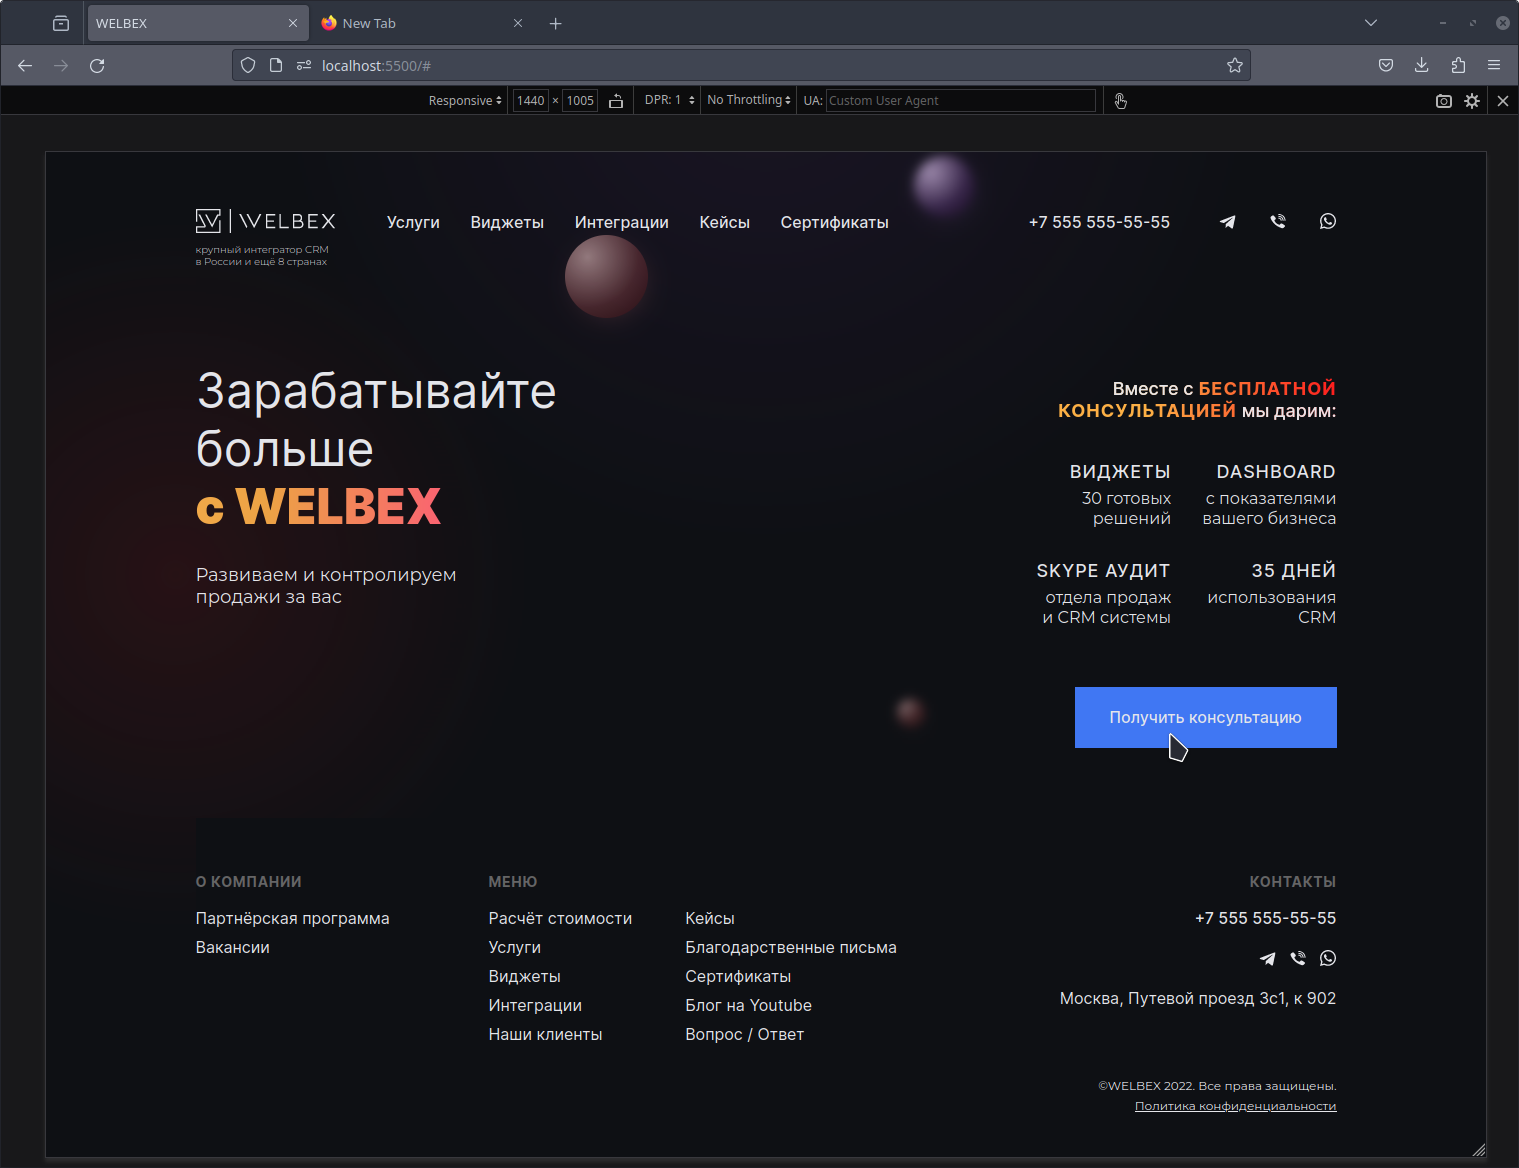 WELBEX
New Tab
localhost:5500/#
Responsive 1440 × 1005 DPR: 1 No Throttling UA: Custom User Agent
WELBEX
крупный интегратор CRM
в России и ещё 8 странах
Услуги Виджеты Интеграции Кейсы Сертификаты
+7 555 555-55-55
Зарабатывайте
больше
с WELBEX
Развиваем и контролируем
продажи за вас
Вместе с БЕСПЛАТНОЙ
КОНСУЛЬТАЦИЕЙ мы дарим:
ВИДЖЕТЫ
30 готовых
решений
DASHBOARD
с показателями
вашего бизнеса
SKYPE АУДИТ
отдела продаж
и CRM системы
35 ДНЕЙ
использования
CRM
Получить консультацию
О КОМПАНИИ
Партнёрская программа
Вакансии
МЕНЮ
Расчёт стоимости
Услуги
Виджеты
Интеграции
Наши клиенты
Кейсы
Благодарственные письма
Сертификаты
Блог на Youtube
Вопрос / Ответ
КОНТАКТЫ
+7 555 555-55-55
Москва, Путевой проезд 3с1, к 902
©WELBEX 2022. Все права защищены.
Политика конфиденциальности